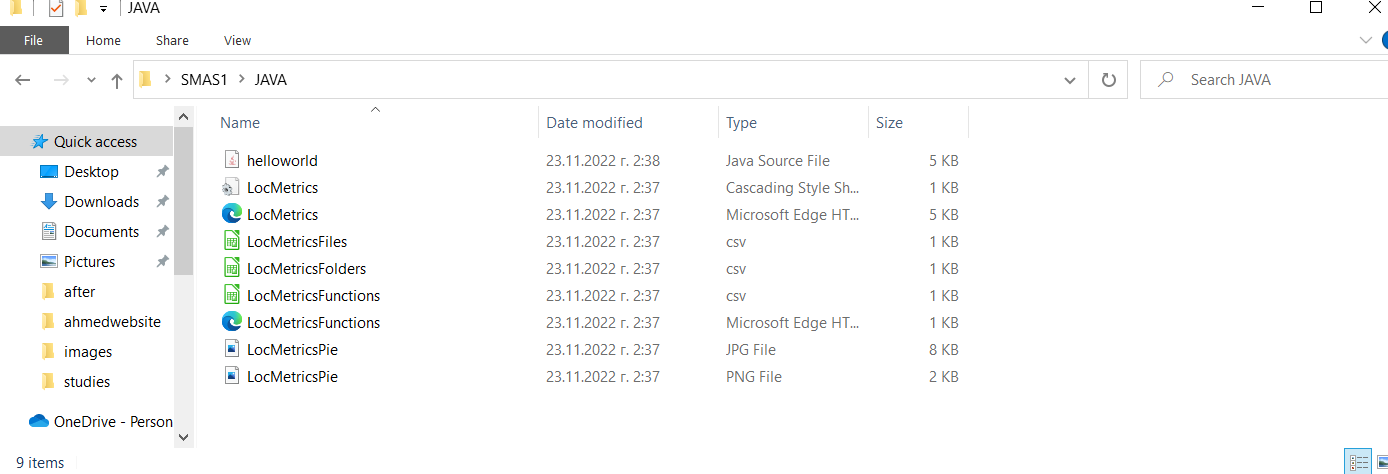 JAVA
File Home Share View
SMAS1 JAVA Search JAVA
Name Date modified Type Size
Quick access
Desktop
Downloads
Documents
Pictures
after
ahmedwebsite
images
studies
OneDrive - Person
helloworld 23.11.2022 г. 2:38 Java Source File 5 KB
LocMetrics 23.11.2022 г. 2:37 Cascading Style Sh... 1 KB
LocMetrics 23.11.2022 г. 2:37 Microsoft Edge HT... 5 KB
LocMetricsFiles 23.11.2022 г. 2:37 csv 1 KB
LocMetricsFolders 23.11.2022 г. 2:37 csv 1 KB
LocMetricsFunctions 23.11.2022 г. 2:37 csv 1 KB
LocMetricsFunctions 23.11.2022 г. 2:37 Microsoft Edge HT... 1 KB
LocMetricsPie 23.11.2022 г. 2:37 JPG File 8 KB
LocMetricsPie 23.11.2022 г. 2:37 PNG File 2 KB
9 items